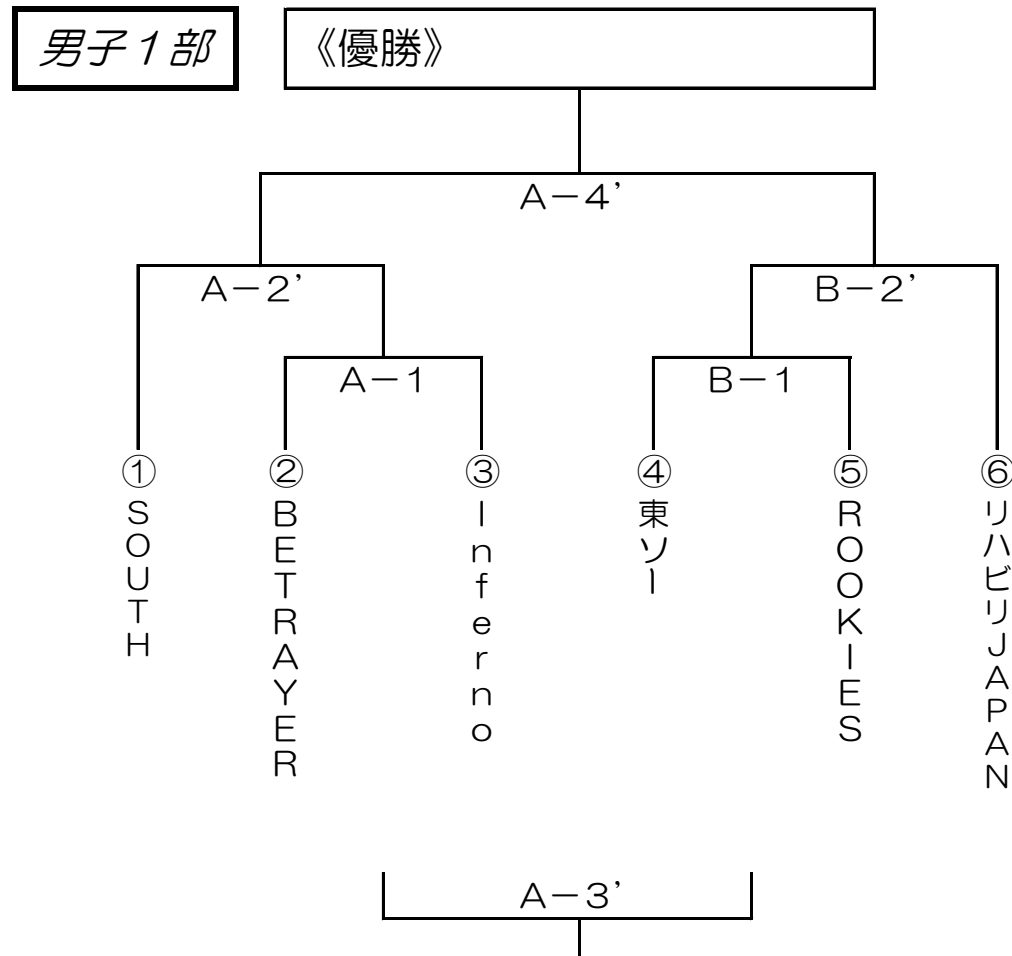 男子1部
《優勝》
A-4’
A-2’
B-2’
A-1
B-1
①SOUTH
②BETRAYER
③Inferno
④東ソー
⑤ROOKIES
⑥リハビリJAPAN
A-3’